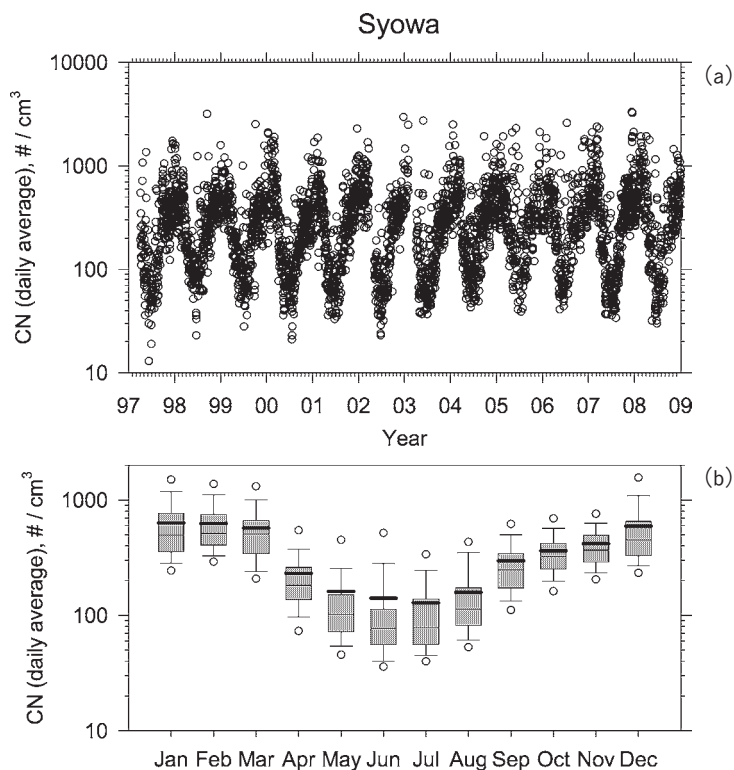 Syowa
(a)
CN (daily average), # / cm³
10000
1000
100
10
97 98 99 00 01 02 03 04 05 06 07 08 09
Year
(b)
CN (daily average), # / cm³
1000
100
10
Jan Feb Mar Apr May Jun Jul Aug Sep Oct Nov Dec